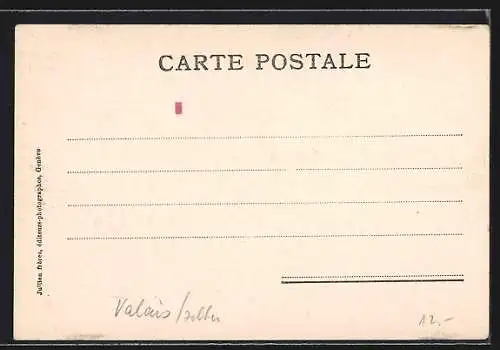 CARTE POSTALE
Jullien frères, éditeurs-photographes, Genève
Valais/
12.-